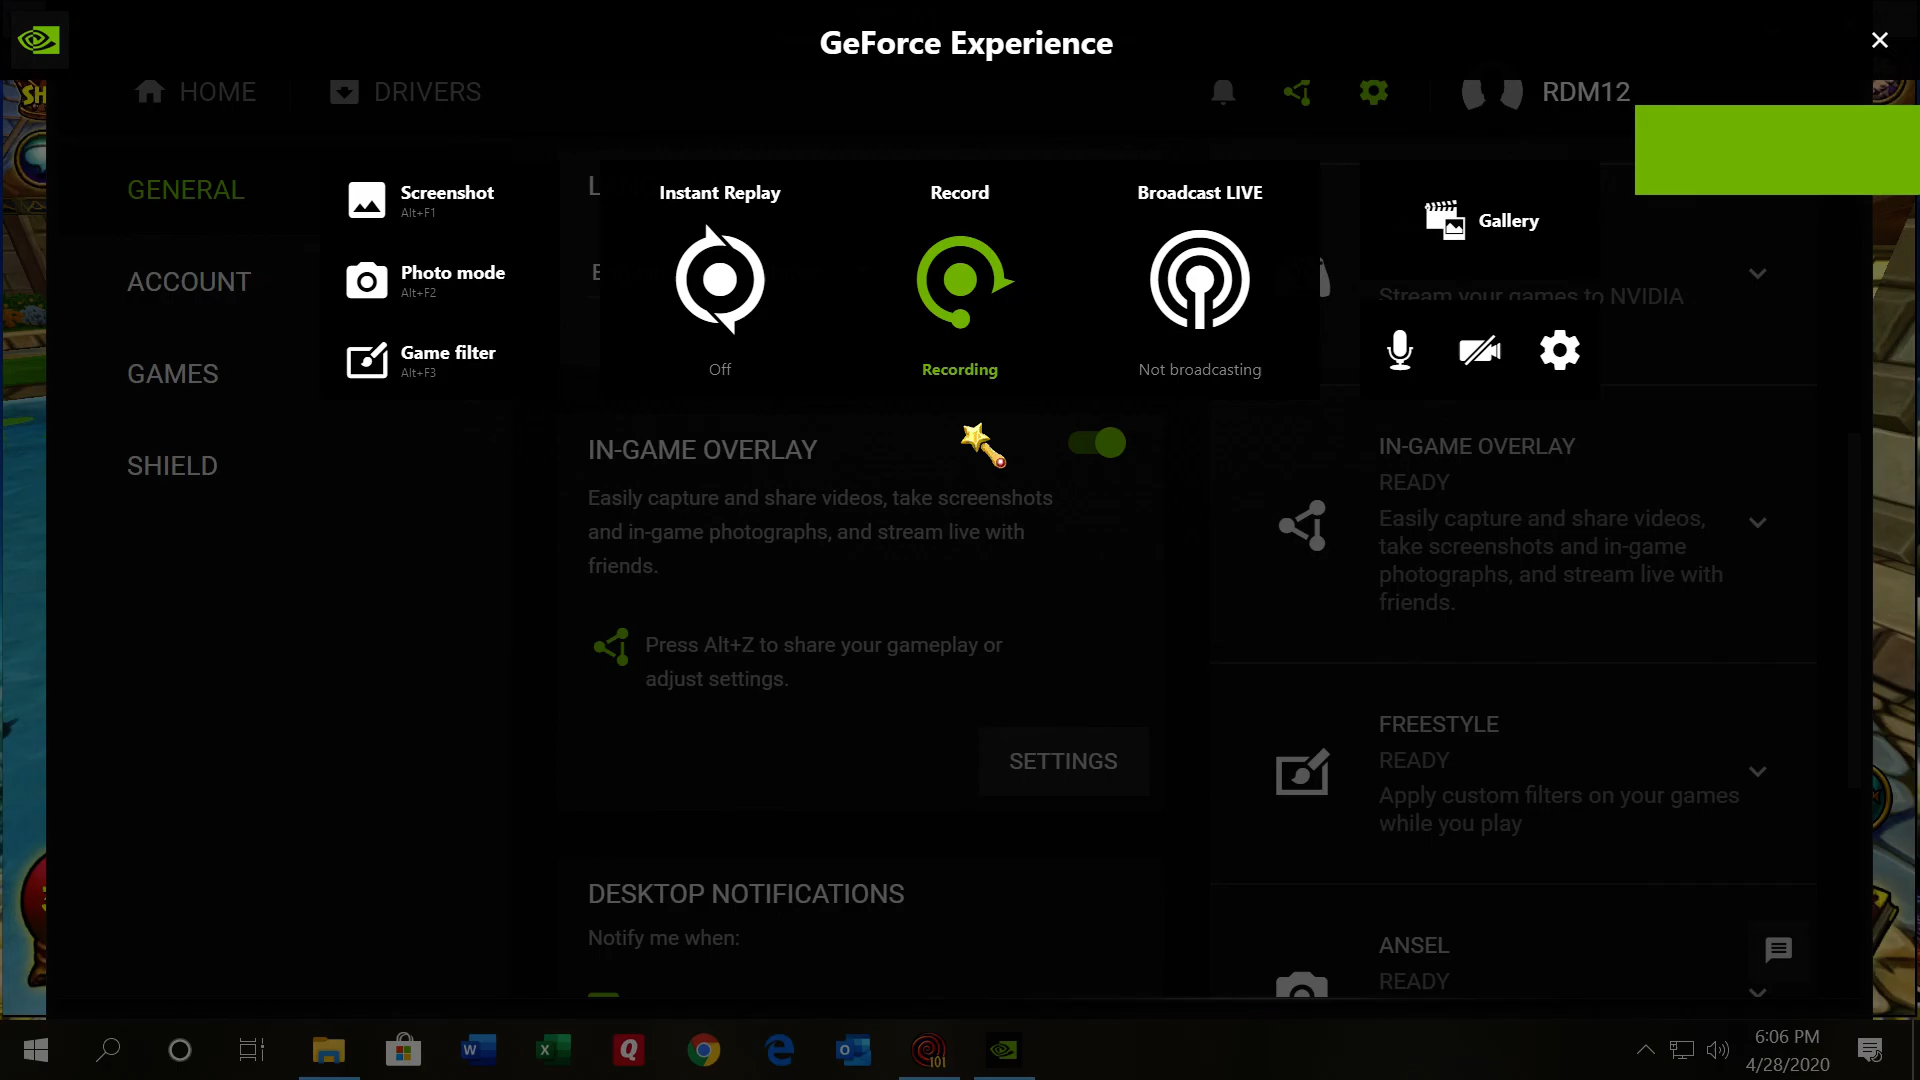 GeForce Experience
HOME
DRIVERS
RDM12
GENERAL
ACCOUNT
GAMES
SHIELD
Screenshot
Alt+F1
Photo mode
Alt+F2
Game filter
Alt+F3
Instant Replay
Off
Record
Recording
Broadcast LIVE
Not broadcasting
Gallery
Stream your games to NVIDIA
IN-GAME OVERLAY
Easily capture and share videos, take screenshots
and in-game photographs, and stream live with
friends.
Press Alt+Z to share your gameplay or
adjust settings.
SETTINGS
DESKTOP NOTIFICATIONS
Notify me when:
IN-GAME OVERLAY
READY
Easily capture and share videos,
take screenshots and in-game
photographs, and stream live with
friends.
FREESTYLE
READY
Apply custom filters on your games
while you play
ANSEL
READY
6:06 PM
4/28/2020